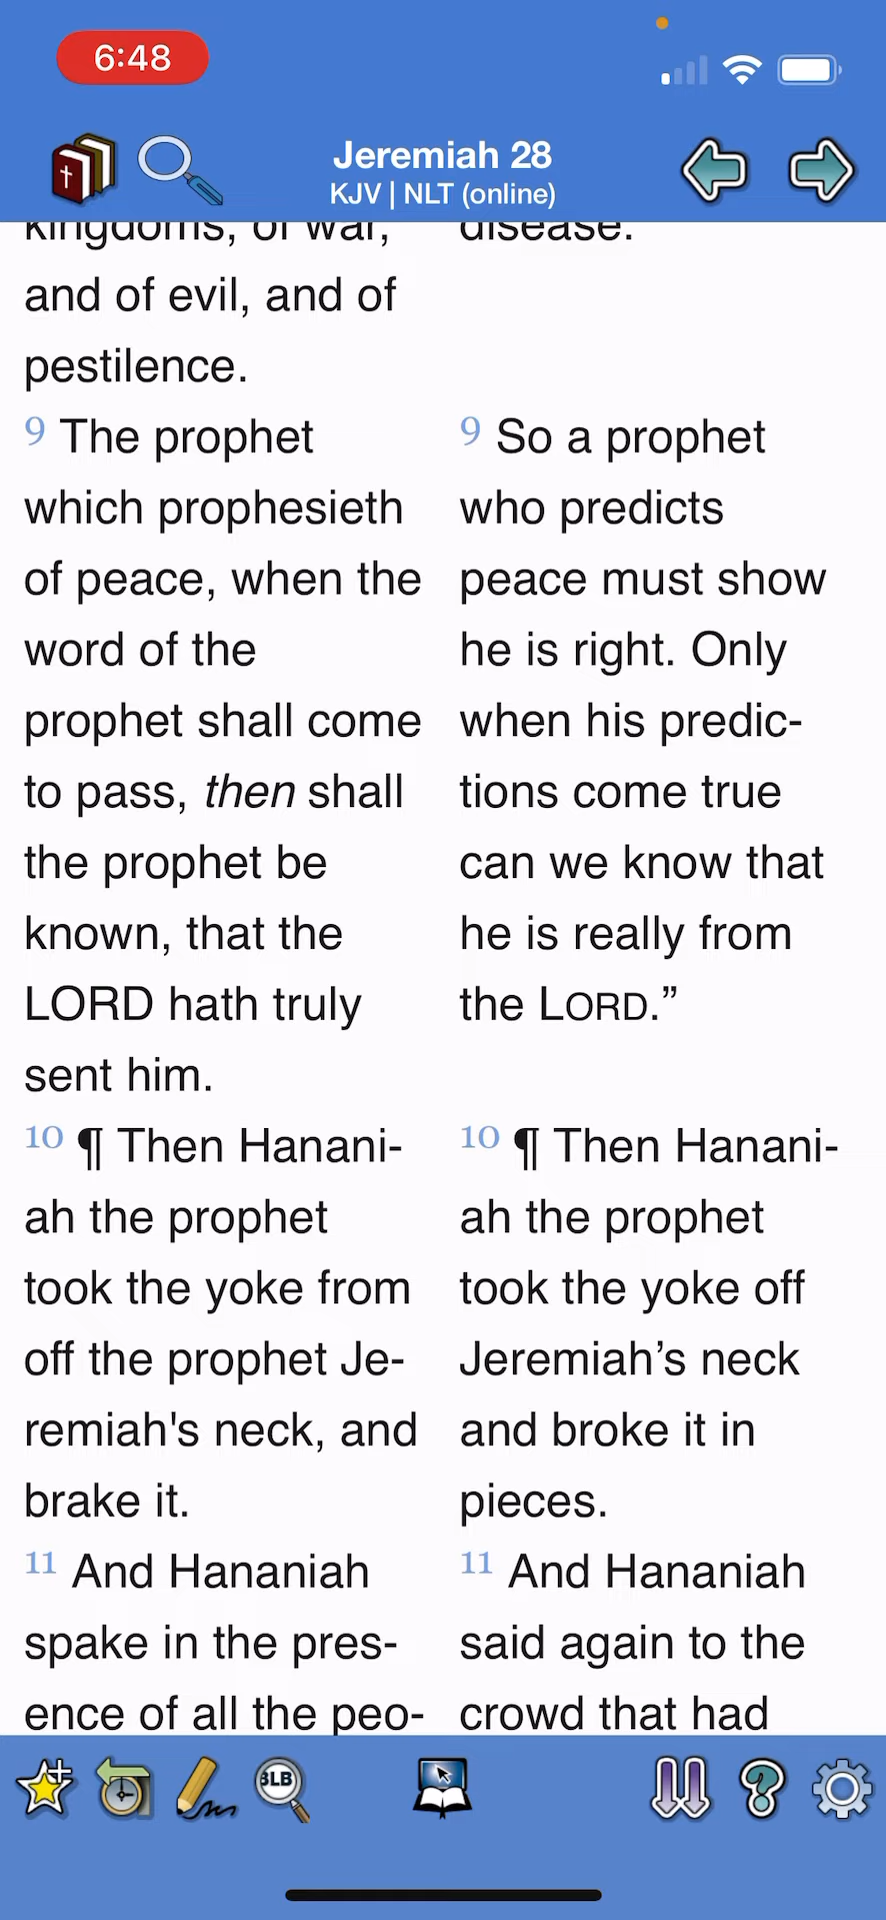 6:48
Jeremiah 28
KJV | NLT (online)
kingdoms, of war,
and of evil, and of
pestilence.
9 The prophet
which prophesieth
of peace, when the
word of the
prophet shall come
to pass, then shall
the prophet be
known, that the
LORD hath truly
sent him.
10 ¶ Then Hanani-
ah the prophet
took the yoke from
off the prophet Je-
remiah's neck, and
brake it.
11 And Hananiah
spake in the pres-
ence of all the peo-
disease.
9 So a prophet
who predicts
peace must show
he is right. Only
when his predic-
tions come true
can we know that
he is really from
the LORD.”
10 ¶ Then Hanani-
ah the prophet
took the yoke off
Jeremiah’s neck
and broke it in
pieces.
11 And Hananiah
said again to the
crowd that had
BLB